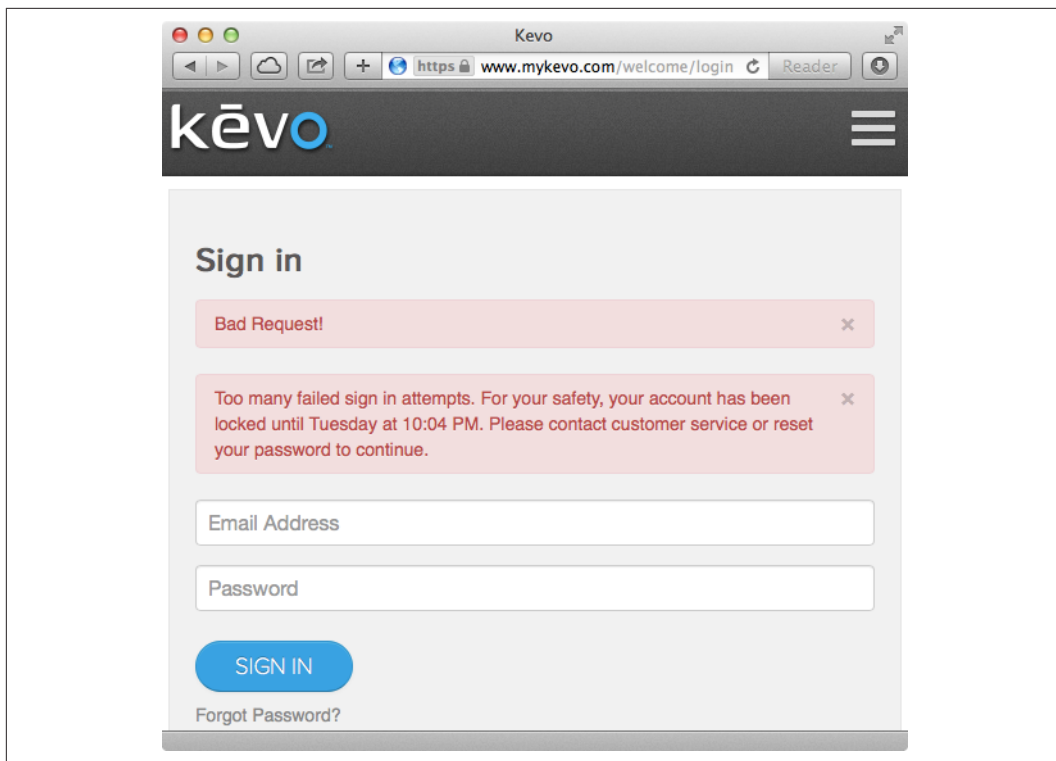 Kevo
https www.mykevo.com/welcome/login Reader
kēvo
Sign in
Bad Request! ×
Too many failed sign in attempts. For your safety, your account has been ×
locked until Tuesday at 10:04 PM. Please contact customer service or reset
your password to continue.
Email Address
Password
SIGN IN
Forgot Password?